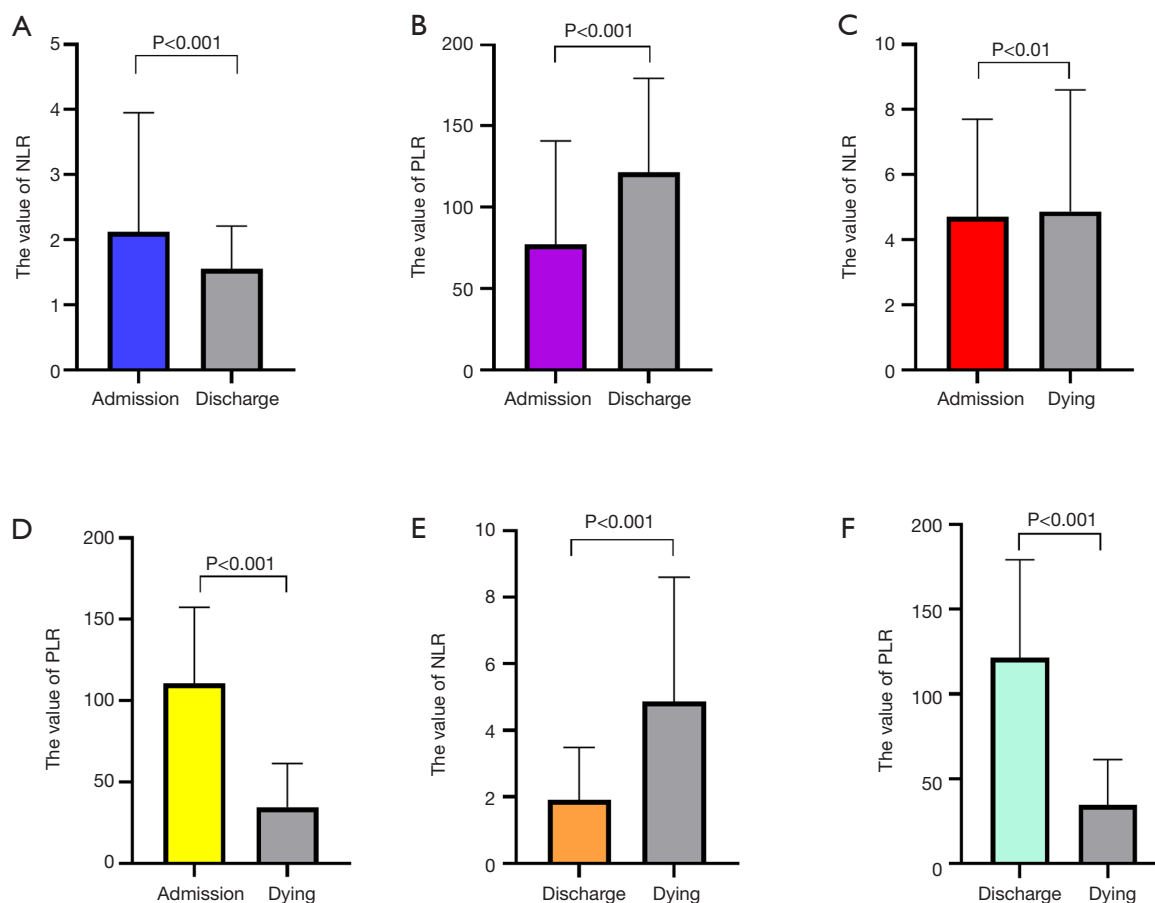 A
P<0.001
5
4
3
2
1
0
The value of NLR
Admission Discharge
B
P<0.001
200
150
100
50
0
The value of PLR
Admission Discharge
C
P<0.01
10
8
6
4
2
0
The value of NLR
Admission Dying
D
P<0.001
200
150
100
50
0
The value of PLR
Admission Dying
E
P<0.001
10
8
6
4
2
0
The value of NLR
Discharge Dying
F
P<0.001
200
150
100
50
0
The value of PLR
Discharge Dying